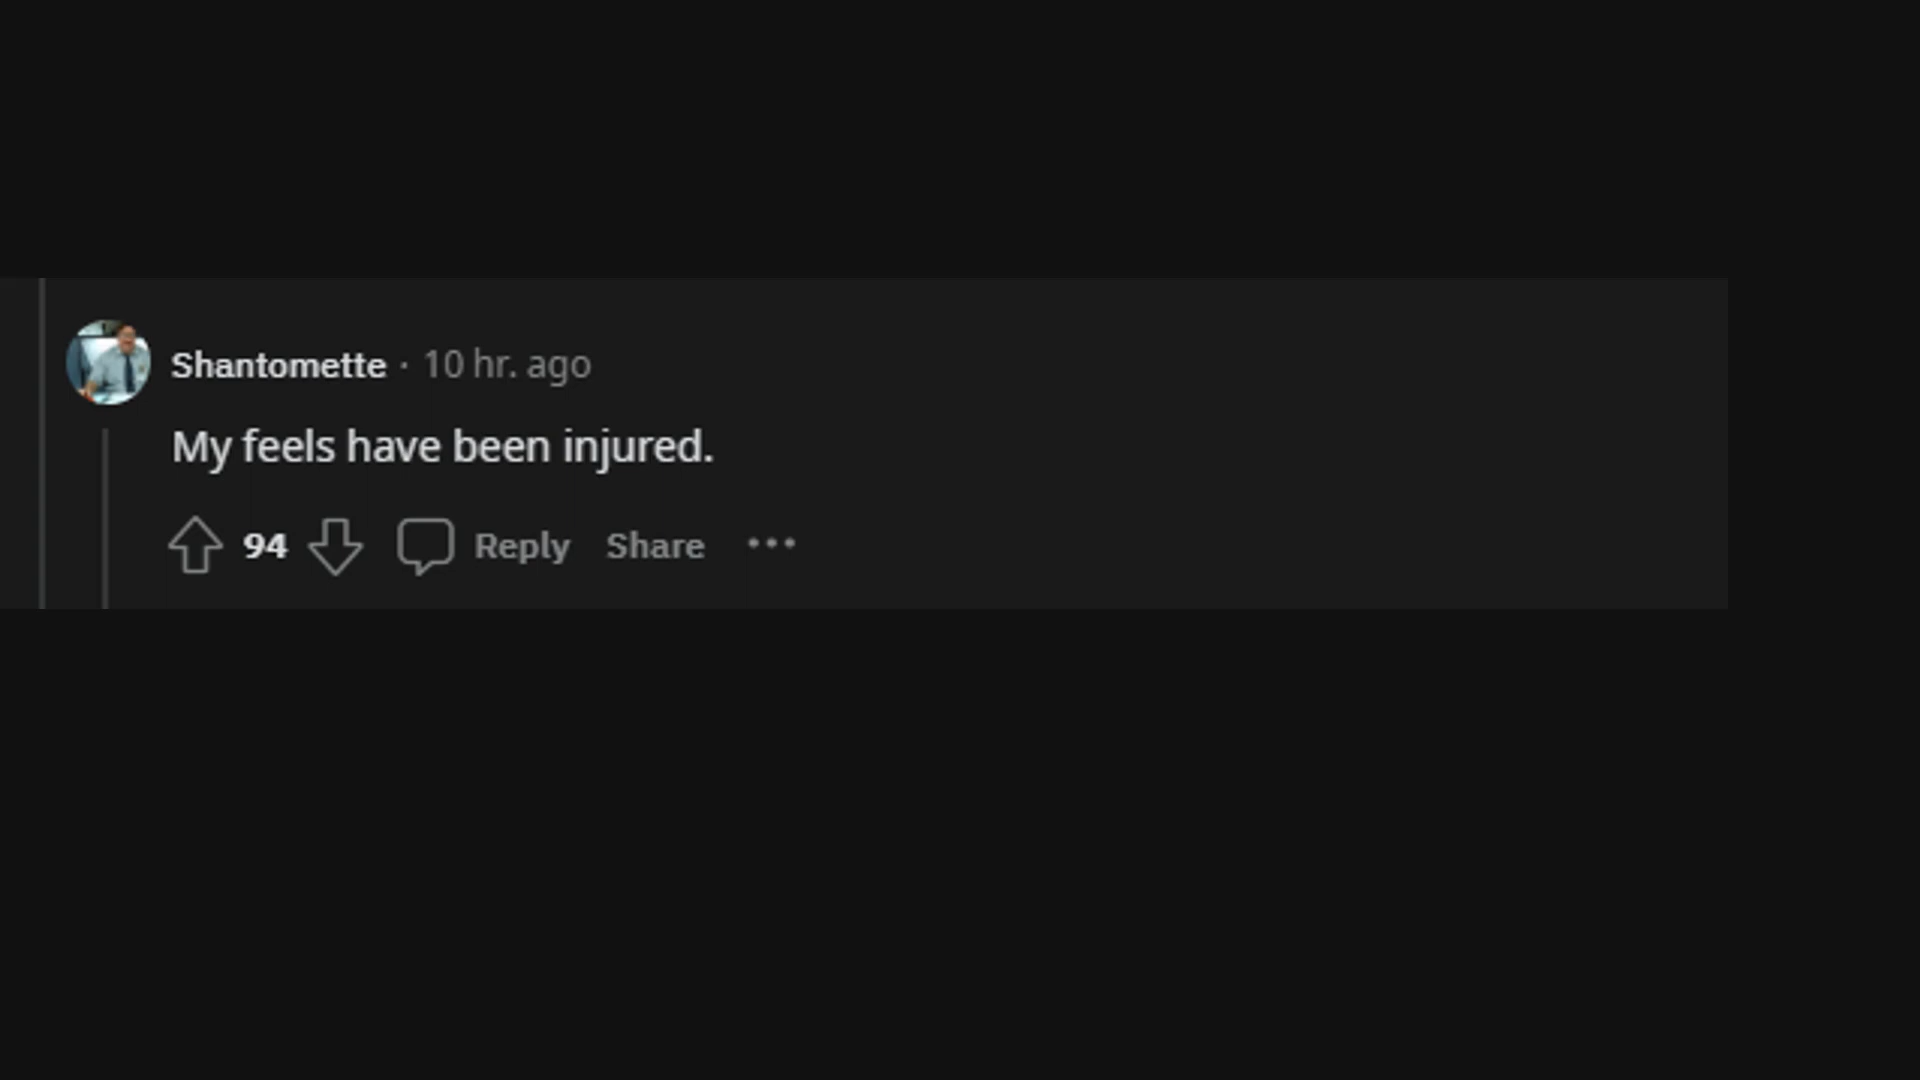 Shantomette · 10 hr. ago
My feels have been injured.
94 Reply Share ...